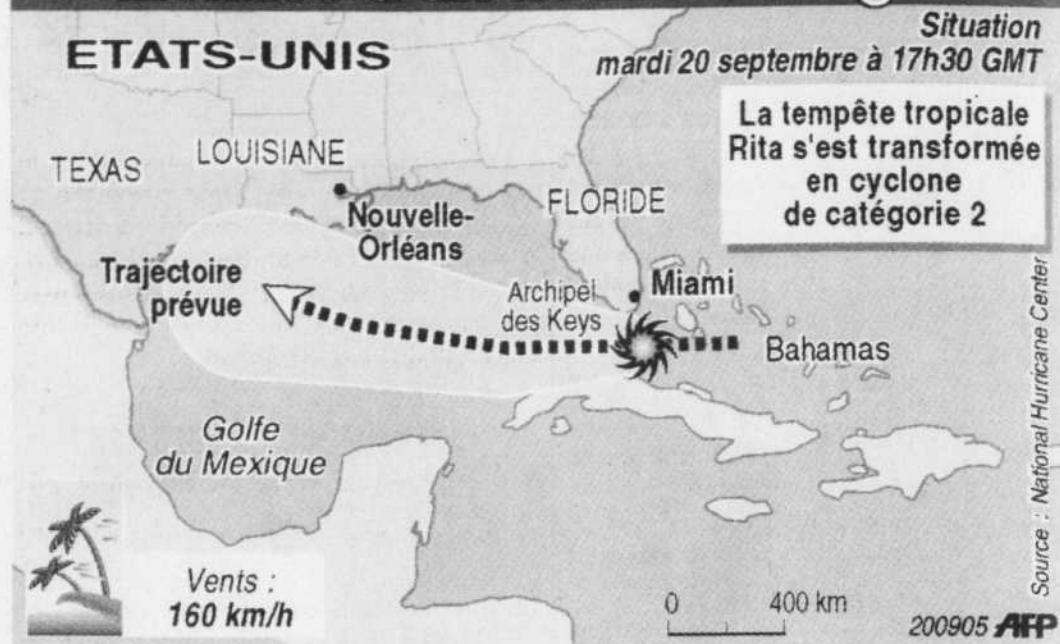 ETATS-UNIS
Situation
mardi 20 septembre à 17h30 GMT
La tempête tropicale
Rita s'est transformée
en cyclone
de catégorie 2
TEXAS
LOUISIANE
Nouvelle-
Orléans
FLORIDE
Trajectoire
prévue
Archipel
des Keys
Miami
Bahamas
Golfe
du Mexique
Vents :
160 km/h
0 400 km
Source : National Hurricane Center
200905 AFP